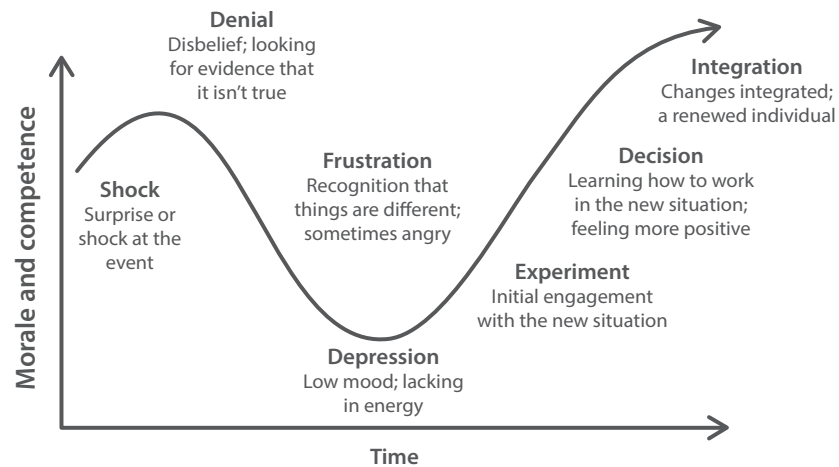 Morale and competence
Denial
Disbelief; looking
for evidence that
it isn't true
Shock
Surprise or
shock at the
event
Frustration
Recognition that
things are different;
sometimes angry
Depression
Low mood; lacking
in energy
Experiment
Initial engagement
with the new situation
Decision
Learning how to work
in the new situation;
feeling more positive
Integration
Changes integrated;
a renewed individual
Time